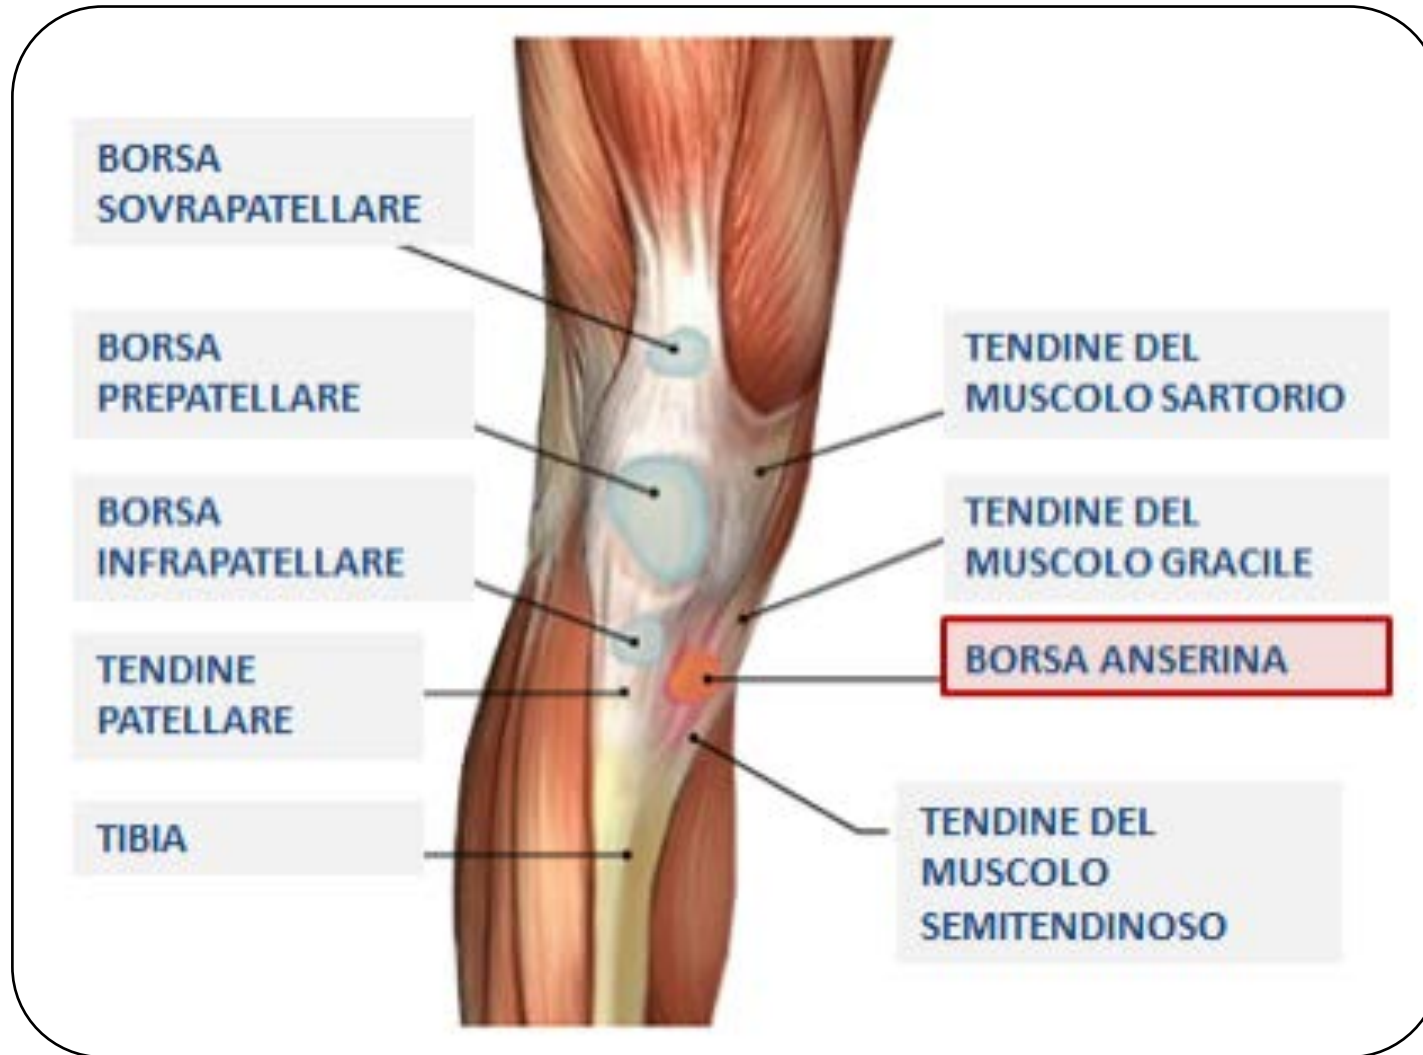 BORSA
SOVRAPATELLARE
BORSA
PREPATELLARE
BORSA
INFRAPATELLARE
TENDINE
PATELLARE
TIBIA
TENDINE DEL
MUSCOLO SARTORIO
TENDINE DEL
MUSCOLO GRACILE
BORSA ANSERINA
TENDINE DEL
MUSCOLO
SEMITENDINOSO